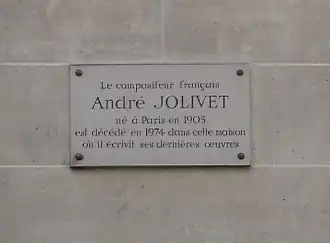 Le compositeur français
André JOLIVET
né à Paris en 1905
est décédé en 1974 dans cette maison
où il écrivit ses dernières œuvres